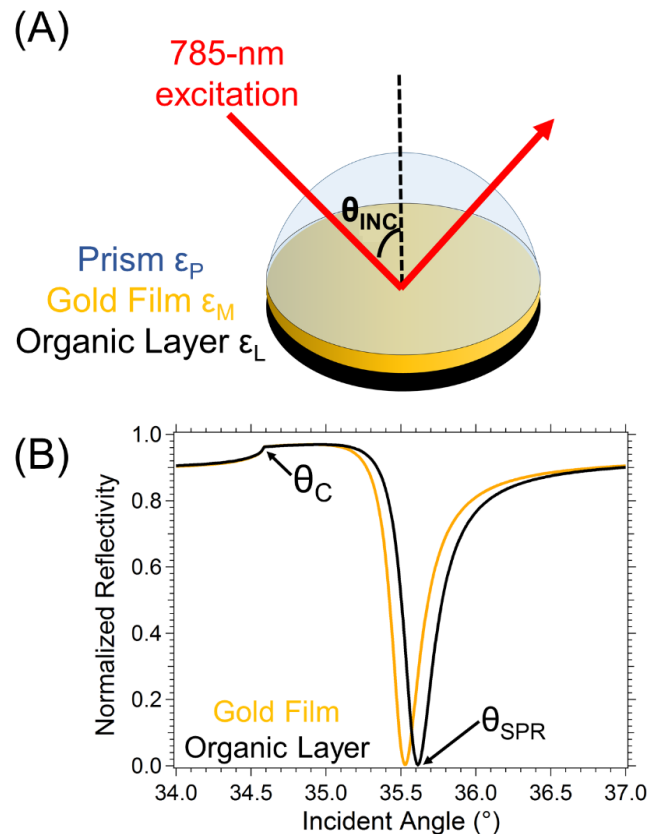 (A)
785-nm
excitation
θINC
Prism εP
Gold Film εM
Organic Layer εL
(B)
1.0
0.8
0.6
0.4
0.2
0.0
Normalized Reflectivity
θC
Gold Film
Organic Layer
θSPR
34.0 34.5 35.0 35.5 36.0 36.5 37.0
Incident Angle (°)